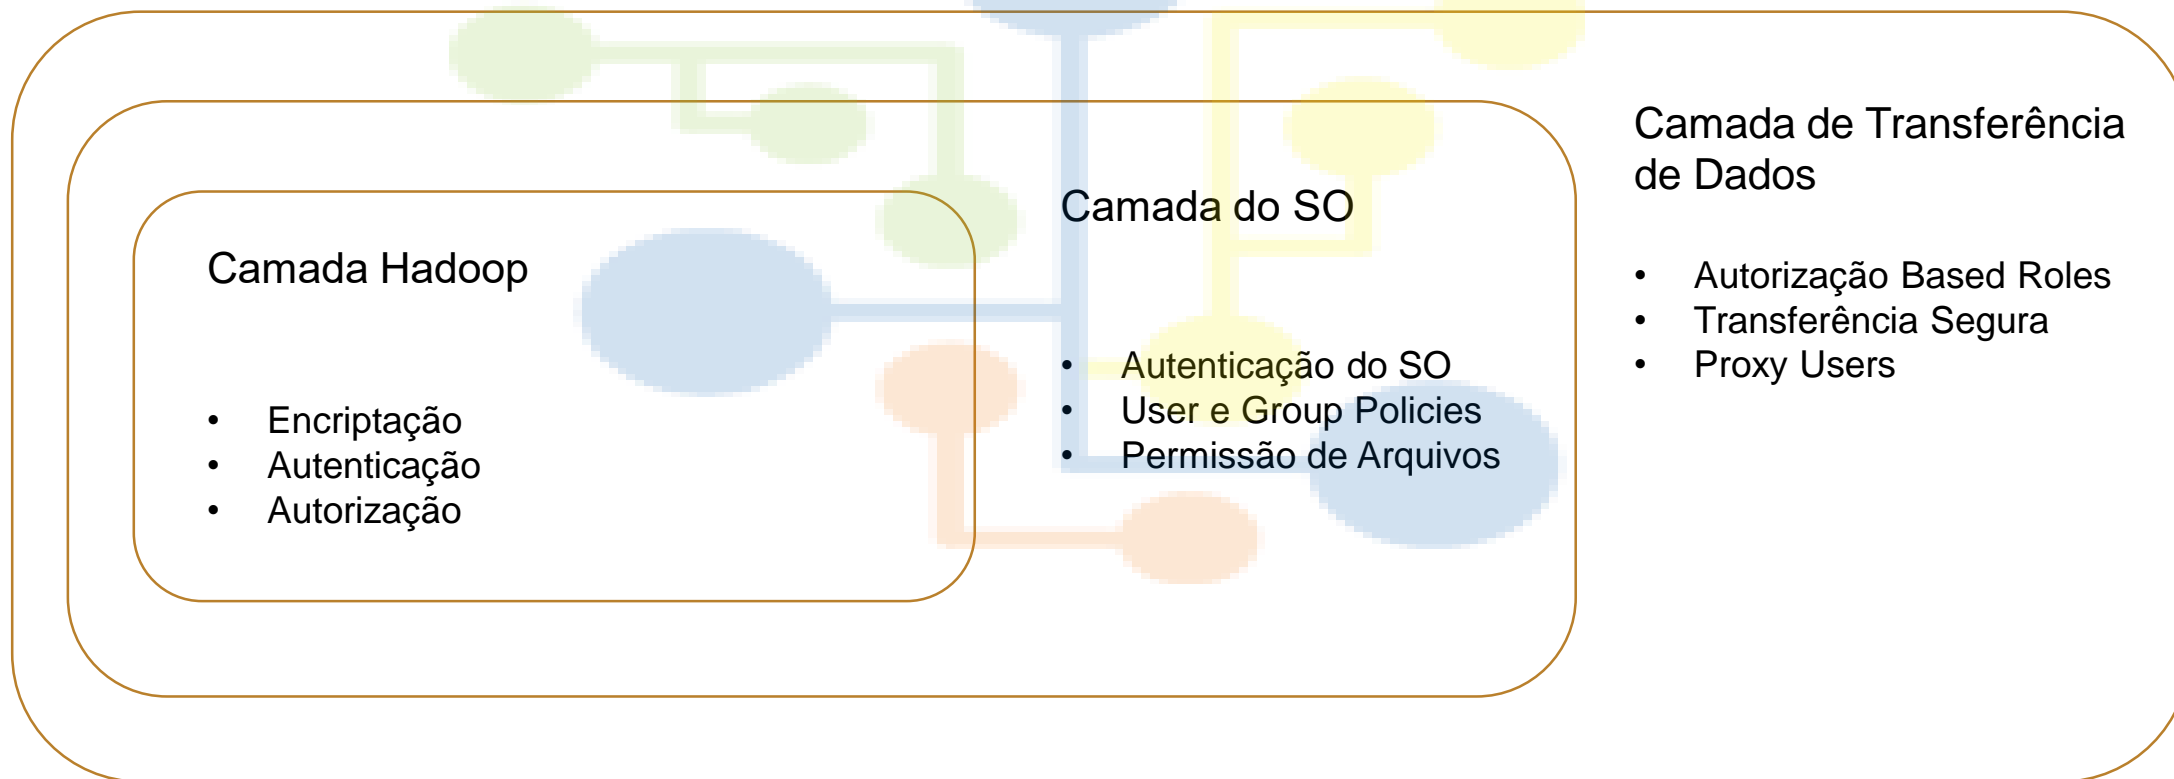 Camada Hadoop
• Encriptação
• Autenticação
• Autorização
Camada do SO
• Autenticação do SO
• User e Group Policies
• Permissão de Arquivos
Camada de Transferência
de Dados
• Autorização Based Roles
• Transferência Segura
• Proxy Users